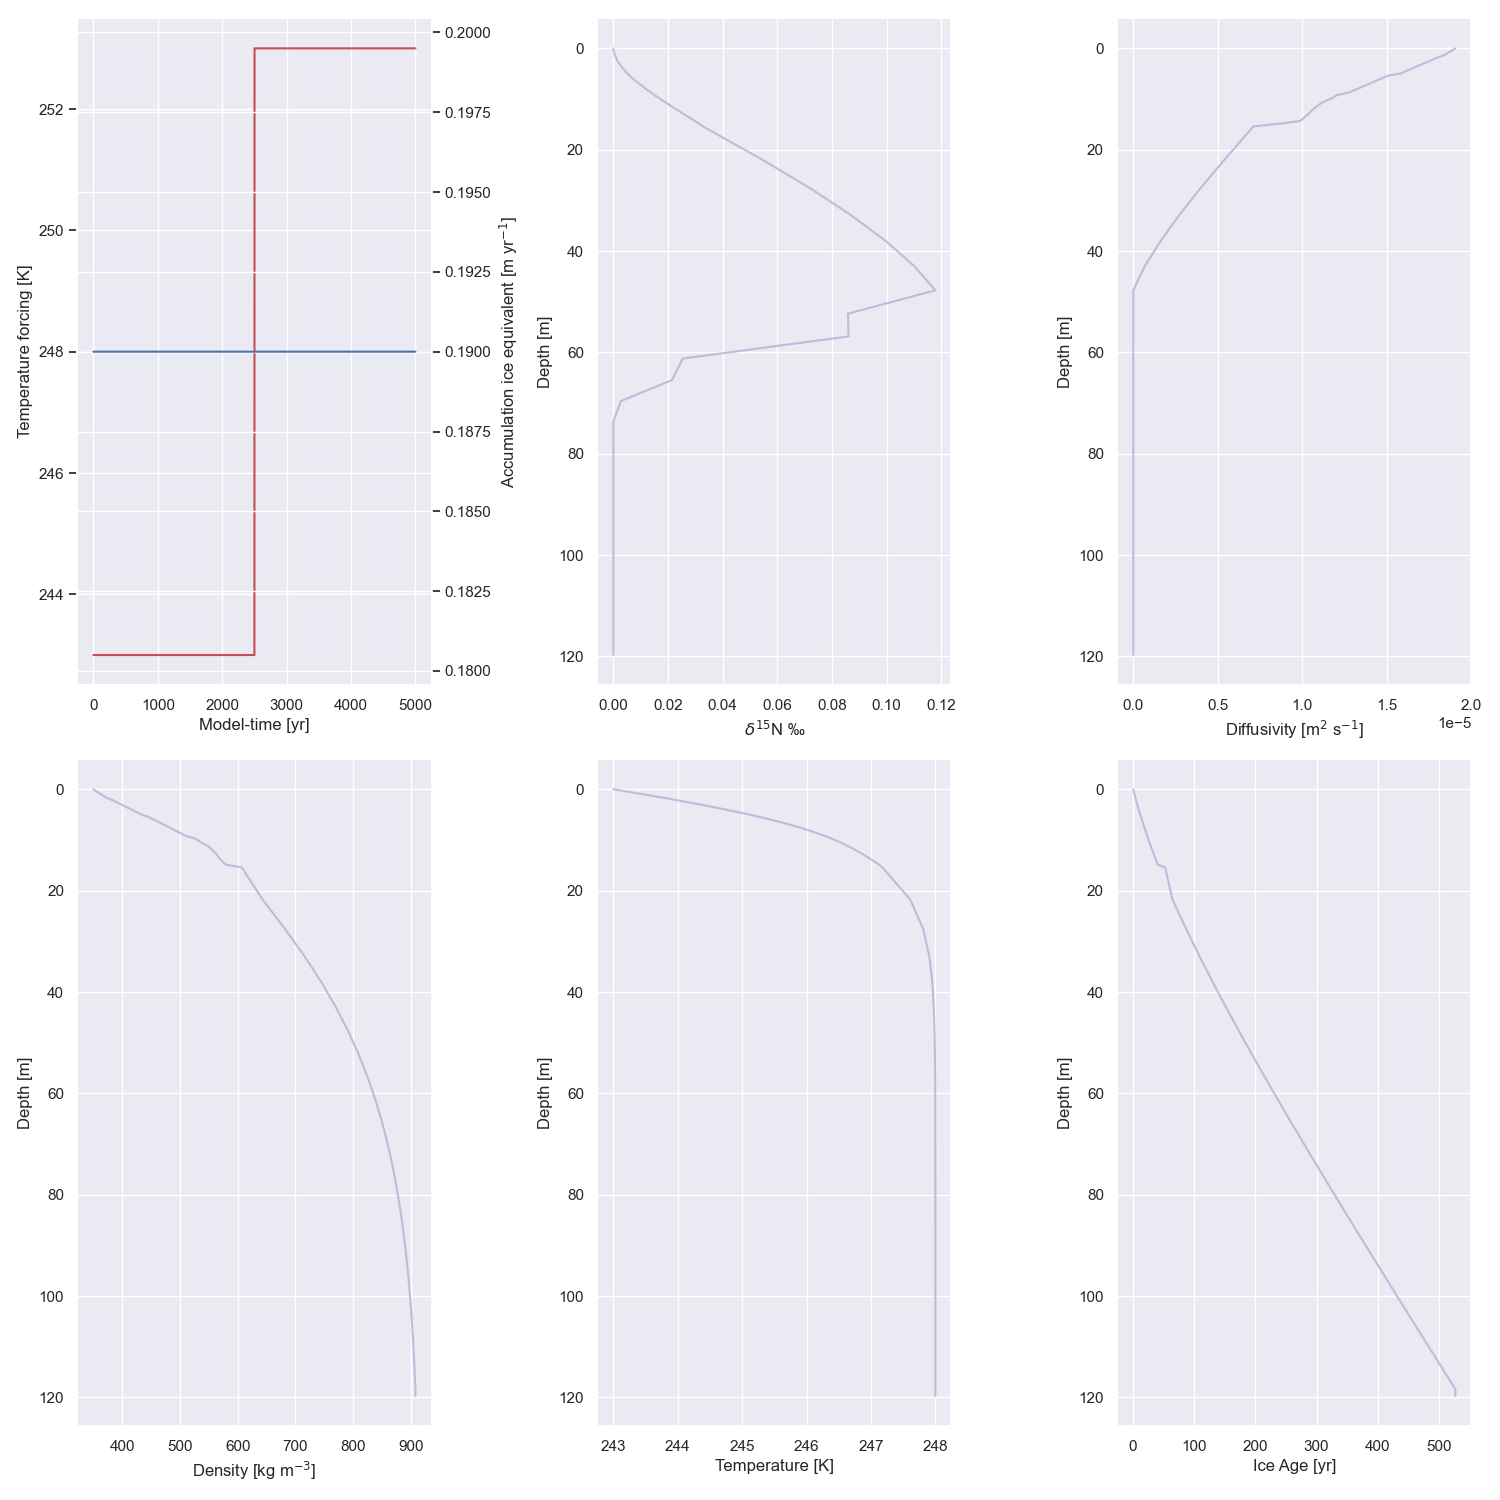 Temperature forcing [K]
252
250
248
246
244
0.2000
0.1975
0.1950
0.1925
0.1900
0.1875
0.1850
0.1825
0.1800
Accumulation ice equivalent [m yr⁻¹]
0 1000 2000 3000 4000 5000
Model-time [yr]
Depth [m]
0
20
40
60
80
100
120
0.00 0.02 0.04 0.06 0.08 0.10 0.12
δ¹⁵N ‰
Depth [m]
0
20
40
60
80
100
120
0.0 0.5 1.0 1.5 2.0
1e−5
Diffusivity [m² s⁻¹]
Depth [m]
0
20
40
60
80
100
120
400 500 600 700 800 900
Density [kg m⁻³]
Depth [m]
0
20
40
60
80
100
120
243 244 245 246 247 248
Temperature [K]
Depth [m]
0
20
40
60
80
100
120
0 100 200 300 400 500
Ice Age [yr]